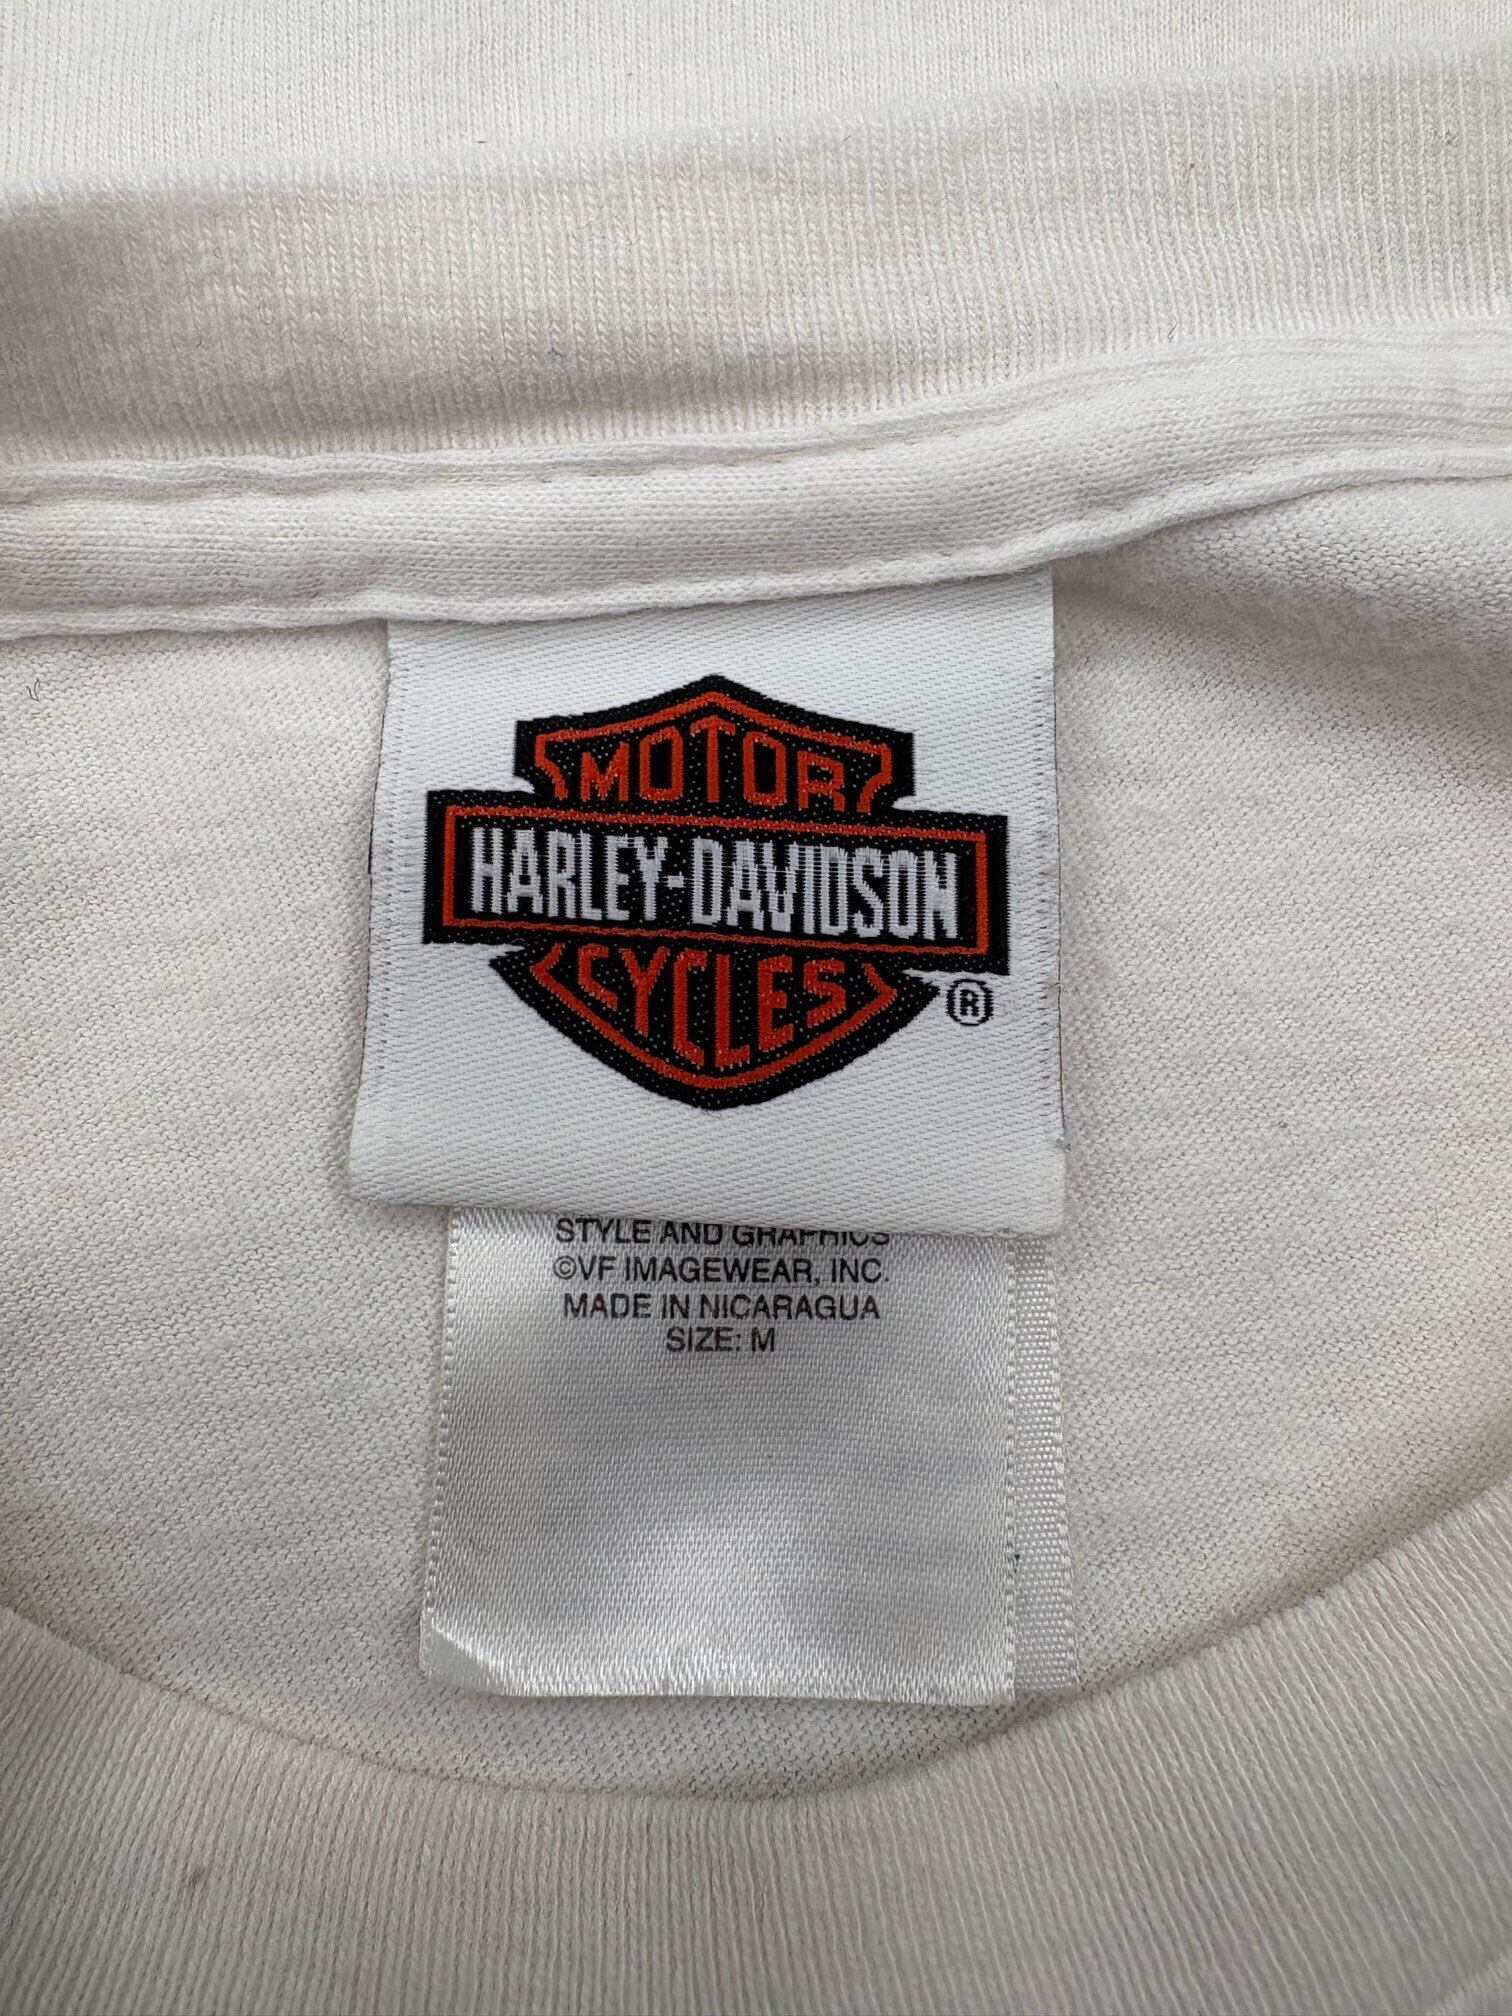 MOTOR
HARLEY-DAVIDSON
CYCLES
®
STYLE AND GRAPHICS
©VF IMAGEWEAR, INC.
MADE IN NICARAGUA
SIZE: M